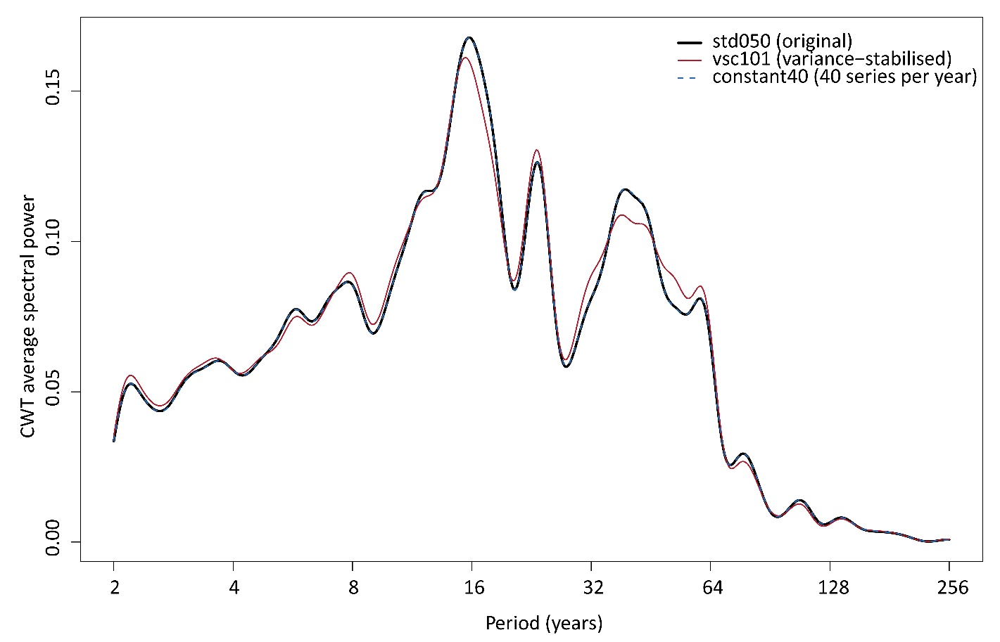 std050 (original)
vsc101 (variance−stabilised)
constant40 (40 series per year)
CWT average spectral power
0.15
0.10
0.05
0.00
2 4 8 16 32 64 128 256
Period (years)